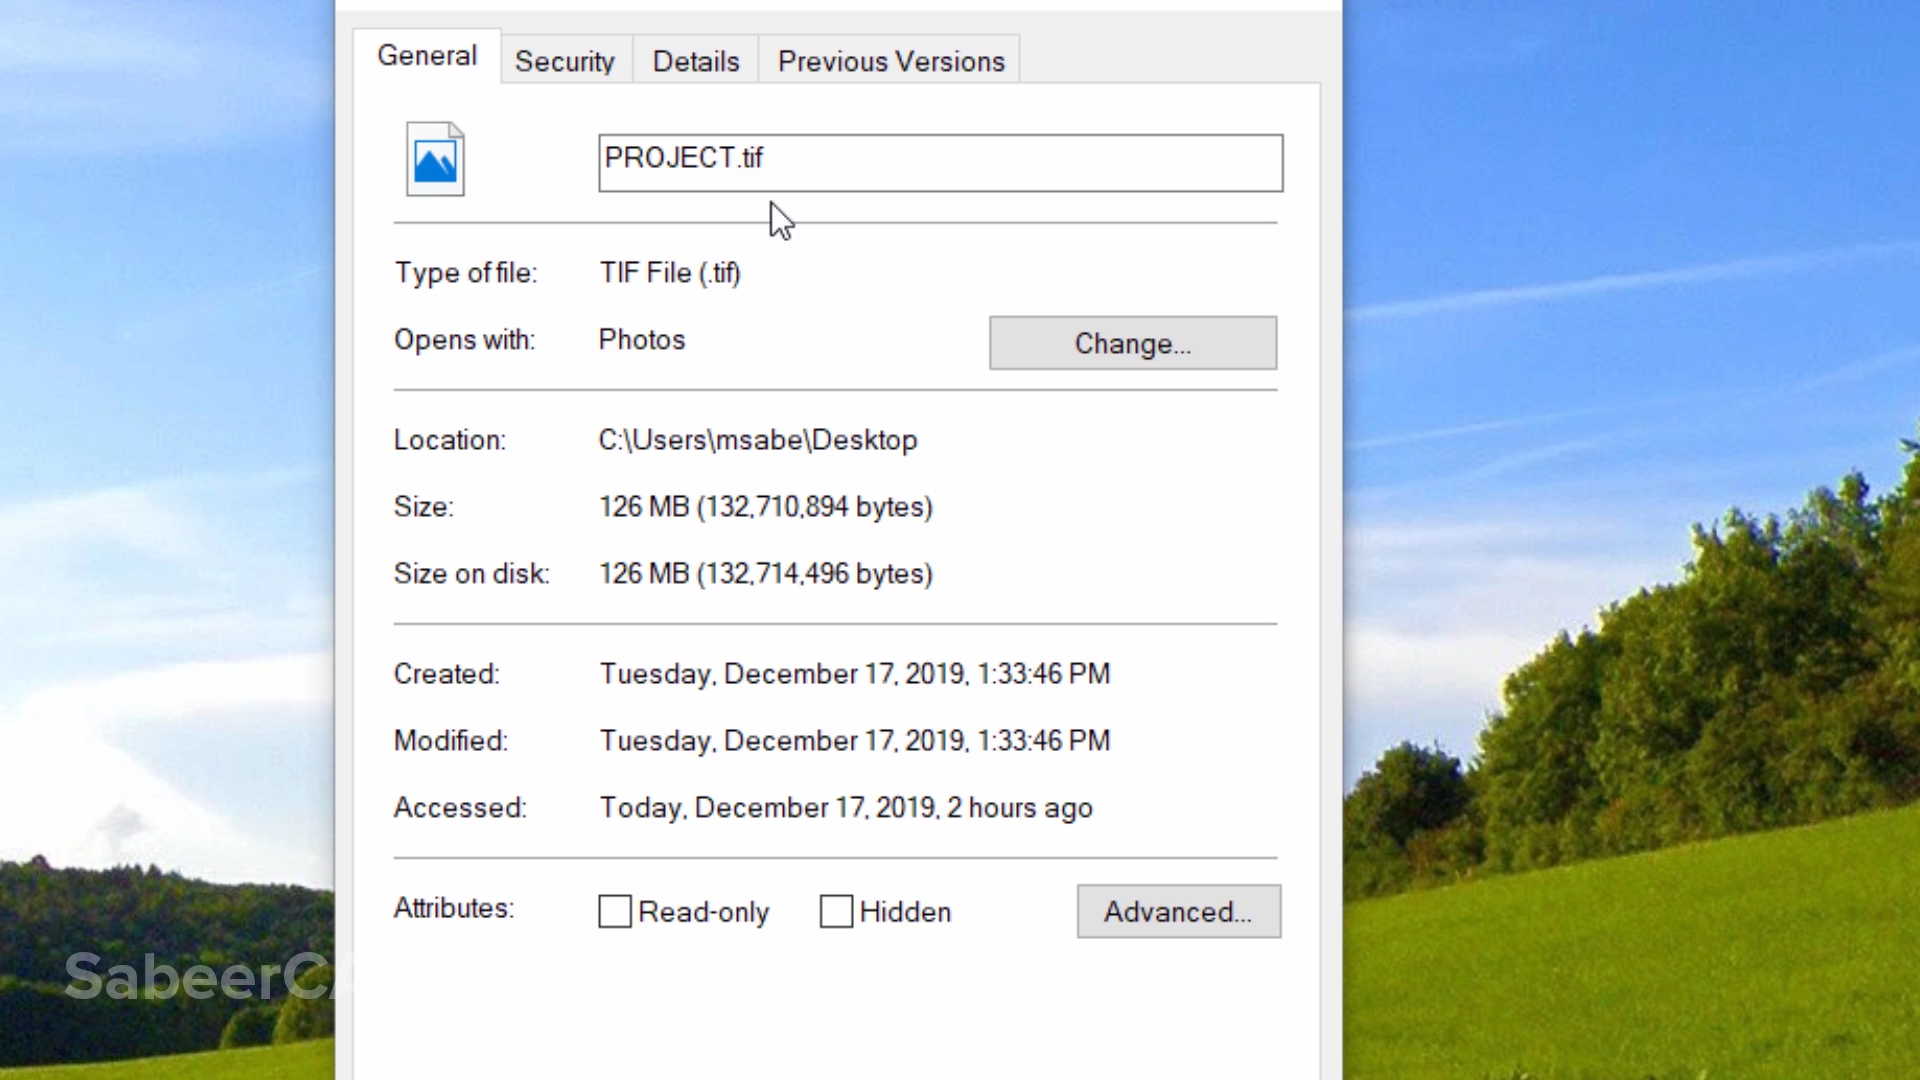 General Security Details Previous Versions
PROJECT.tif
Type of file: TIF File (.tif)
Opens with: Photos Change...
Location: C:\Users\msabe\Desktop
Size: 126 MB (132,710,894 bytes)
Size on disk: 126 MB (132,714,496 bytes)
Created: Tuesday, December 17, 2019, 1:33:46 PM
Modified: Tuesday, December 17, 2019, 1:33:46 PM
Accessed: Today, December 17, 2019, 2 hours ago
Attributes: Read-only Hidden Advanced...
SabeerCA